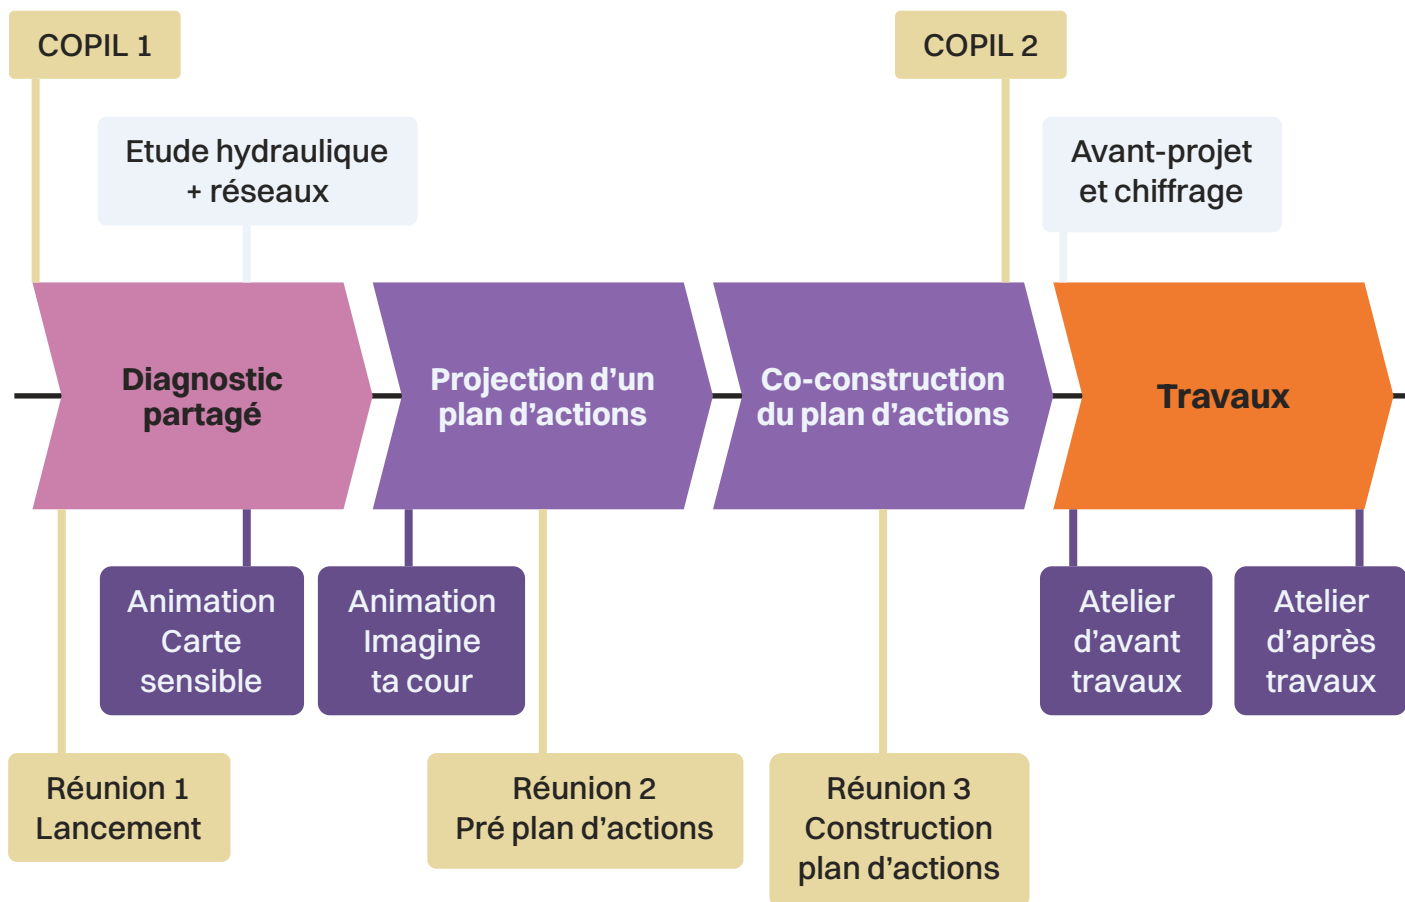 COPIL 1
COPIL 2
Etude hydraulique
+ réseaux
Avant-projet
et chiffrage
Diagnostic
partagé
Projection d’un
plan d’actions
Co-construction
du plan d’actions
Travaux
Animation
Carte
sensible
Animation
Imagine
ta cour
Atelier
d’avant
travaux
Atelier
d’après
travaux
Réunion 1
Lancement
Réunion 2
Pré plan d’actions
Réunion 3
Construction
plan d’actions